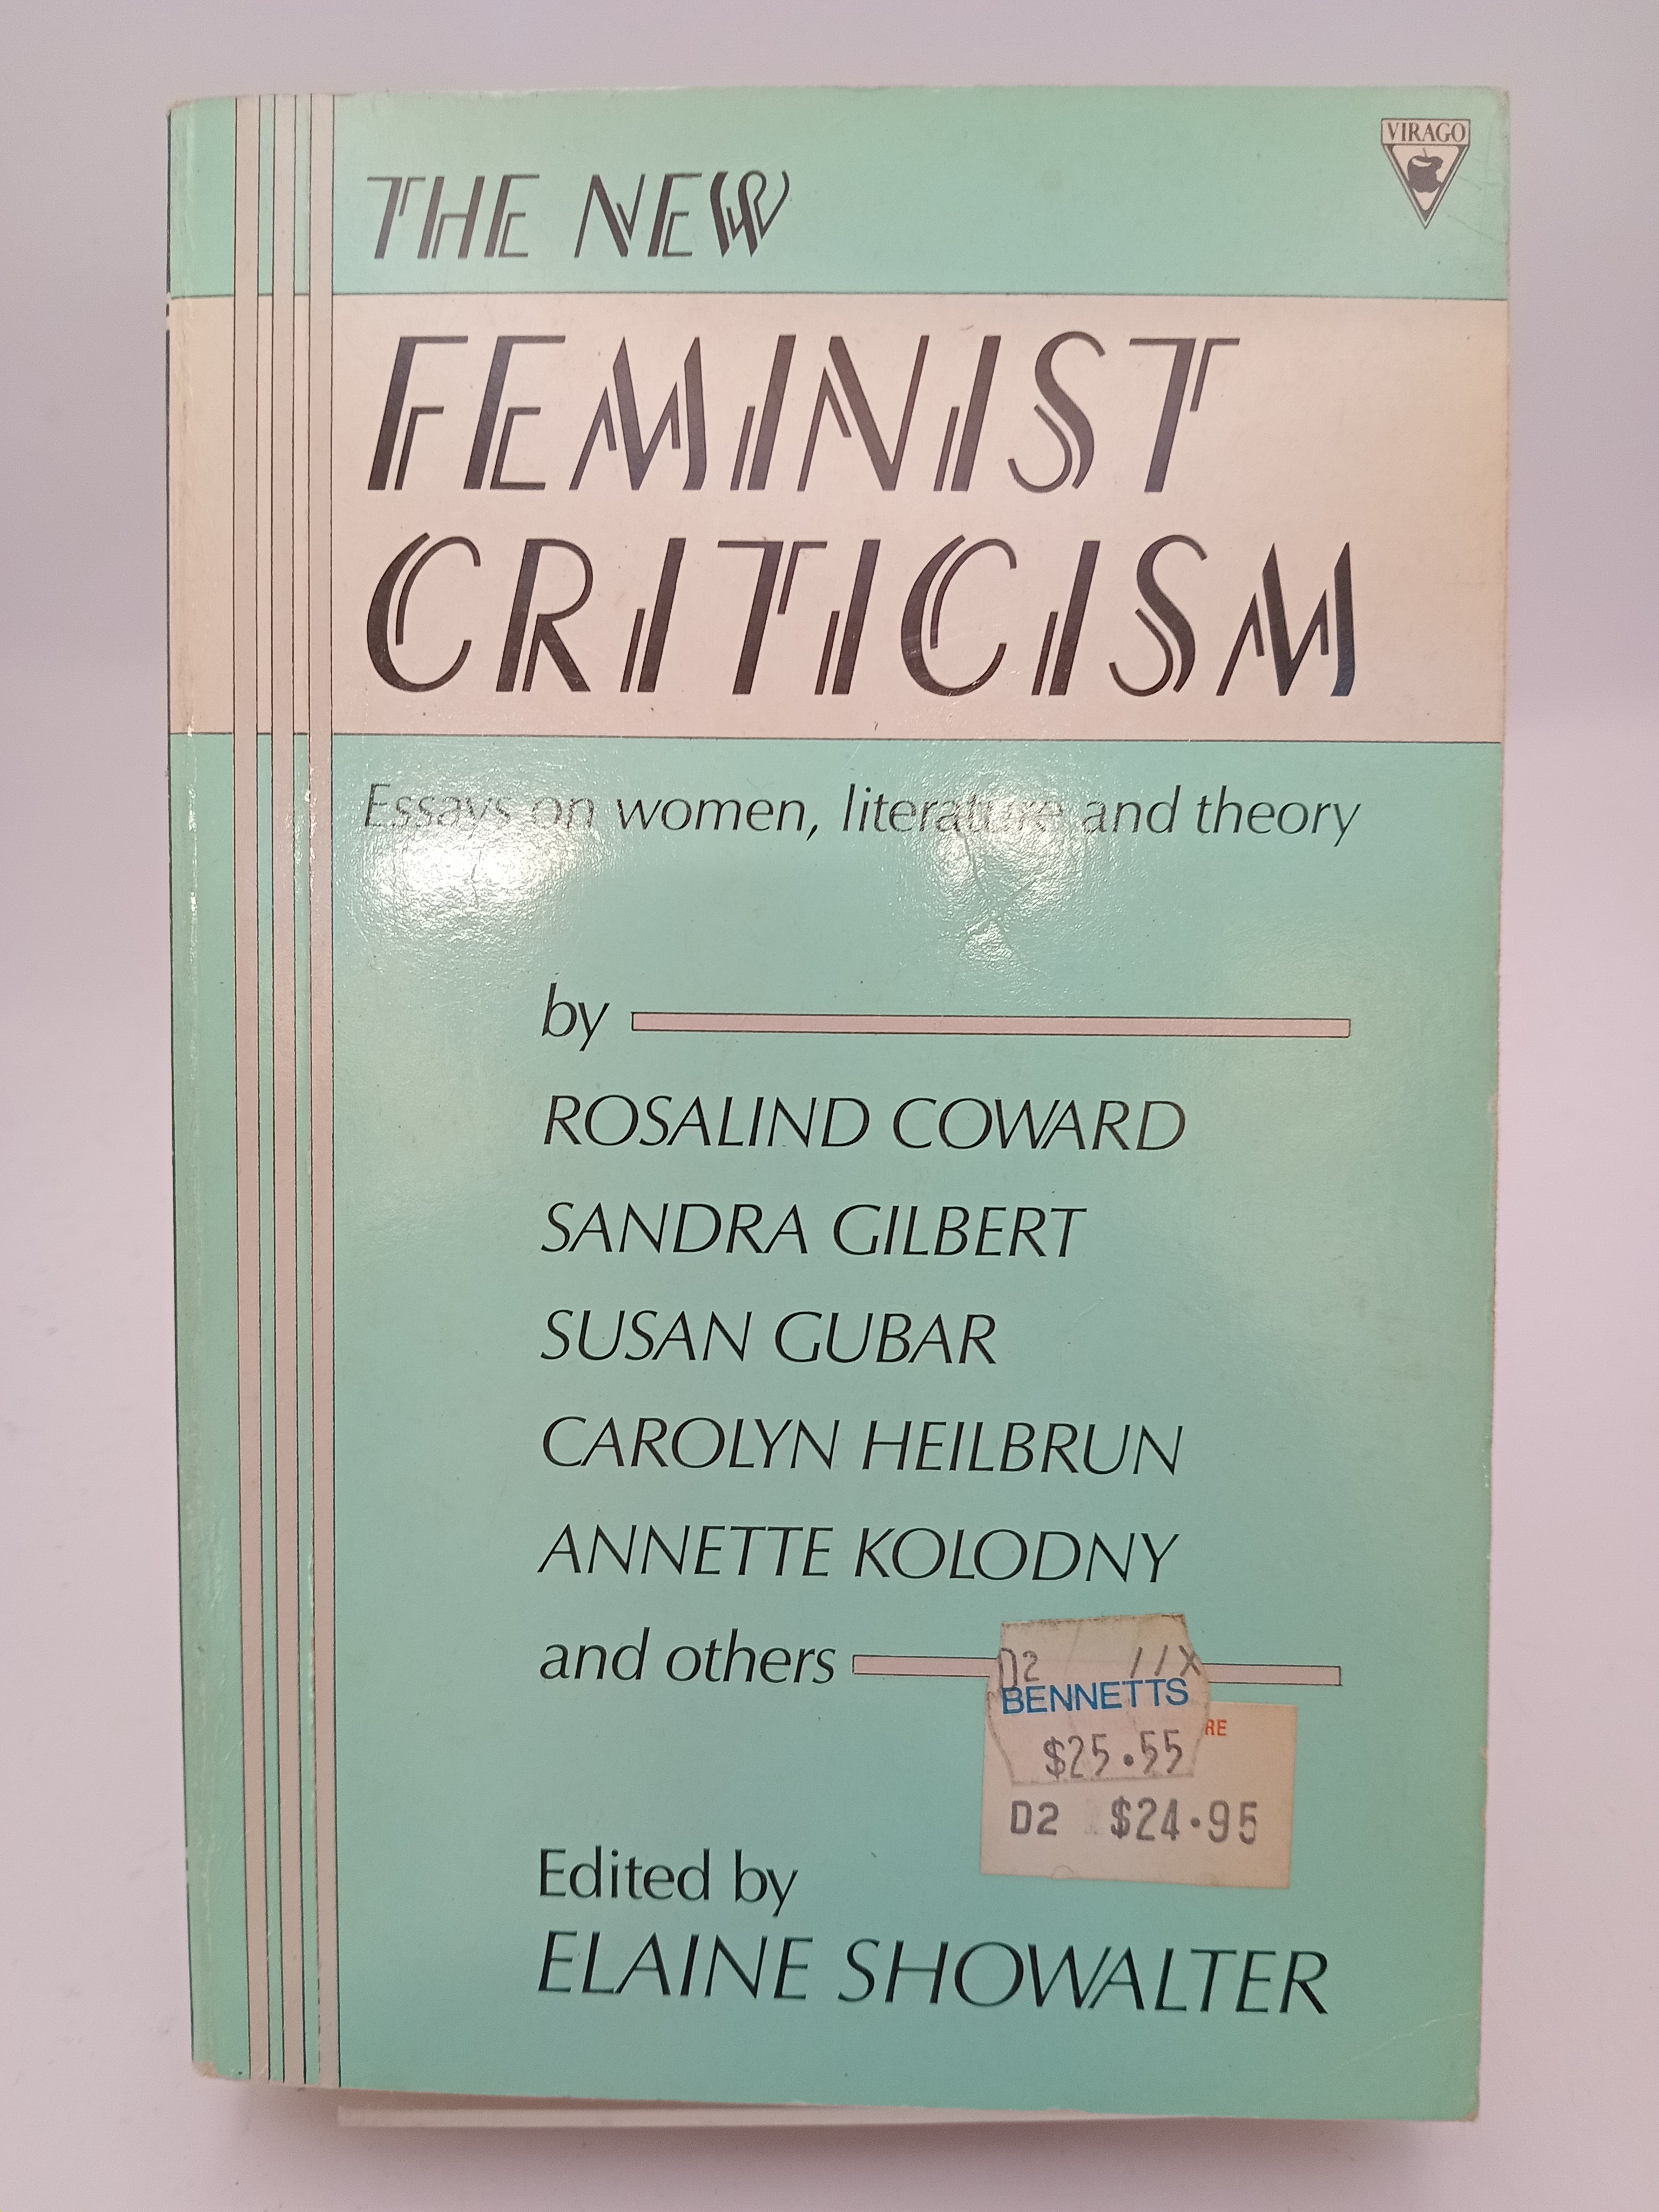 VIRAGO
THE NEW
FEMINIST
CRITICISM
Essays on women, literature and theory
by
ROSALIND COWARD
SANDRA GILBERT
SUSAN GUBAR
CAROLYN HEILBRUN
ANNETTE KOLODNY
and others
D2 //X
BENNETTS
RE
$25.55
D2 $24.95
Edited by
ELAINE SHOWALTER